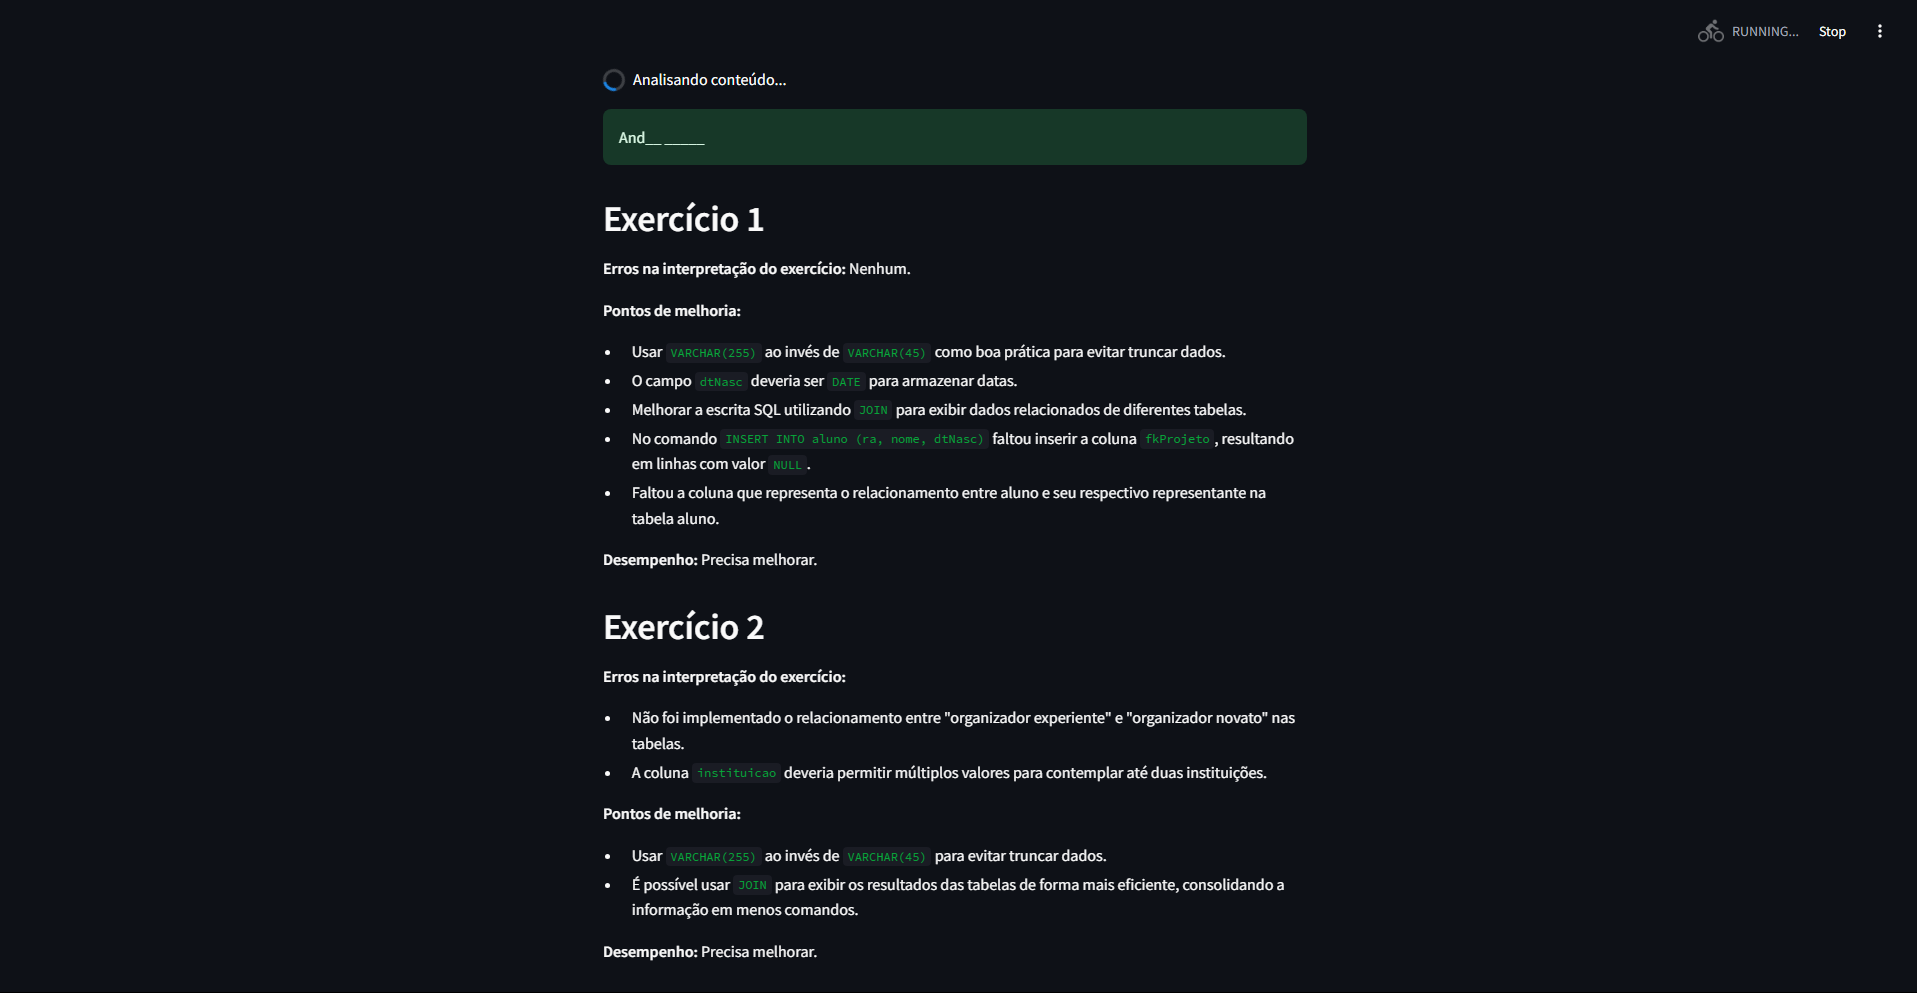 RUNNING...
Stop
Analisando conteúdo...
And__ _____
Exercício 1
Erros na interpretação do exercício: Nenhum.
Pontos de melhoria:
• Usar VARCHAR(255) ao invés de VARCHAR(45) como boa prática para evitar truncar dados.
• O campo dtNasc deveria ser DATE para armazenar datas.
• Melhorar a escrita SQL utilizando JOIN para exibir dados relacionados de diferentes tabelas.
• No comando INSERT INTO aluno (ra, nome, dtNasc) faltou inserir a coluna fkProjeto, resultando
em linhas com valor NULL.
• Faltou a coluna que representa o relacionamento entre aluno e seu respectivo representante na
tabela aluno.
Desempenho: Precisa melhorar.
Exercício 2
Erros na interpretação do exercício:
• Não foi implementado o relacionamento entre "organizador experiente" e "organizador novato" nas
tabelas.
• A coluna instituicao deveria permitir múltiplos valores para contemplar até duas instituições.
Pontos de melhoria:
• Usar VARCHAR(255) ao invés de VARCHAR(45) para evitar truncar dados.
• É possível usar JOIN para exibir os resultados das tabelas de forma mais eficiente, consolidando a
informação em menos comandos.
Desempenho: Precisa melhorar.